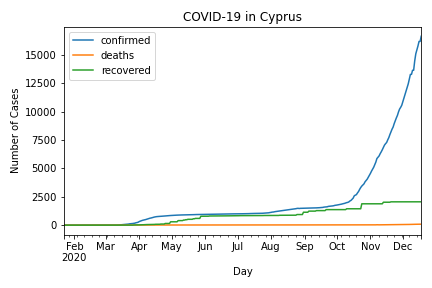 COVID-19 in Cyprus
confirmed
deaths
recovered
15000
12500
10000
7500
5000
2500
0
Number of Cases
Feb Mar Apr May Jun Jul Aug Sep Oct Nov Dec
2020
Day